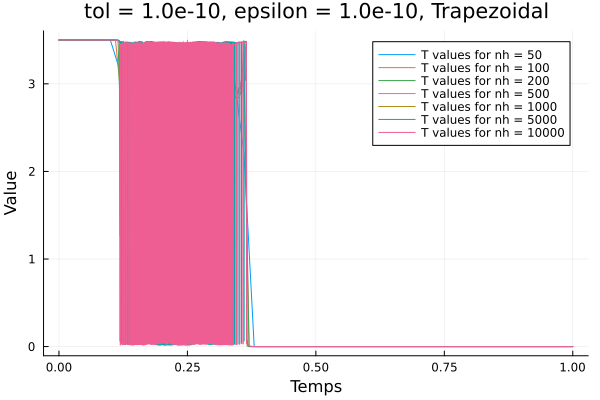 tol = 1.0e-10, epsilon = 1.0e-10, Trapezoidal
T values for nh = 50
T values for nh = 100
T values for nh = 200
T values for nh = 500
T values for nh = 1000
T values for nh = 5000
T values for nh = 10000
Value
3
2
1
0
0.00
0.25
0.50
0.75
1.00
Temps